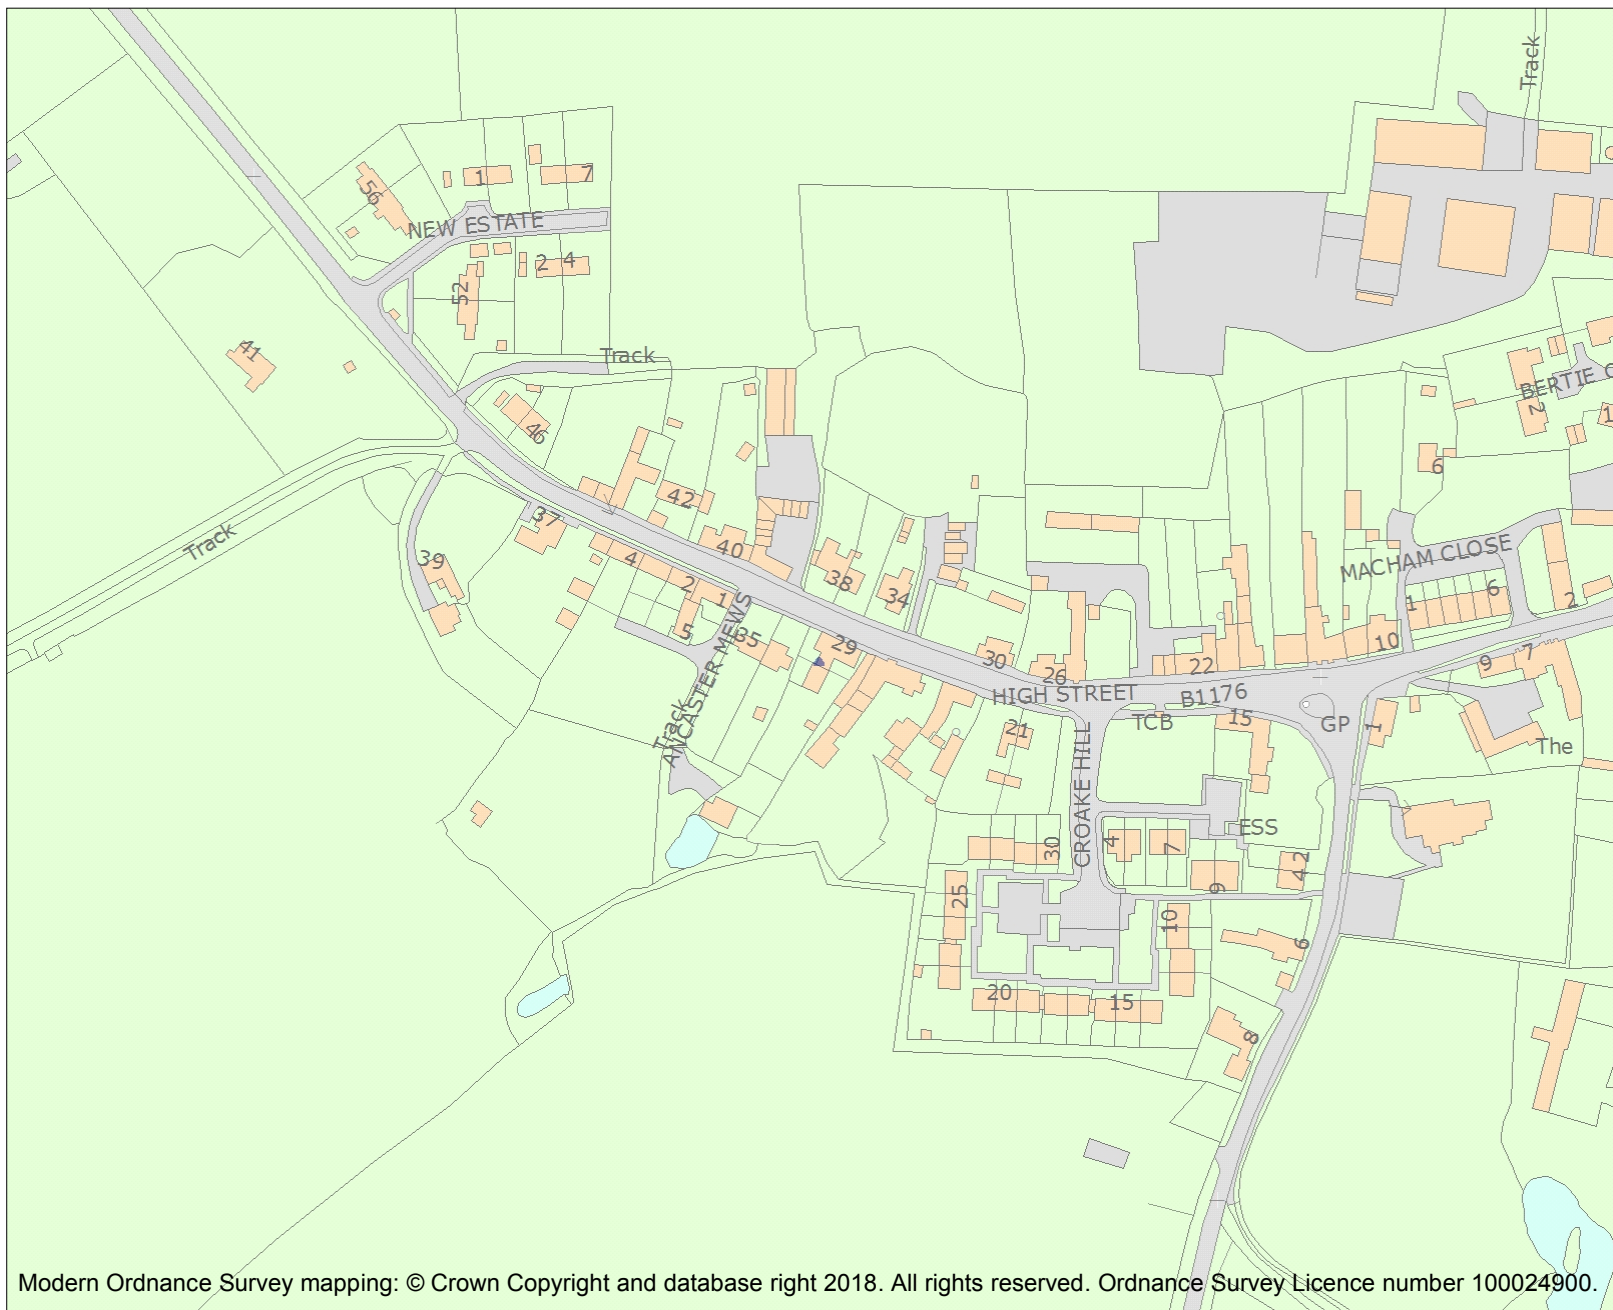 Track
56
1
7
NEW ESTATE
2 4
52
41
Track
46
BERTIE C
2
1
6
42
37
40
Track
39
38
34
4
2
1
5
35
29
MACHAM CLOSE
1
6
2
10
30
26
22
9
7
HIGH STREET
B1176
ANCASTER MEWS
Track
21
TCB
15
GP
1
The
CROAKE HILL
ESS
30
4
7
9
42
25
10
6
20
15
8
Modern Ordnance Survey mapping: © Crown Copyright and database right 2018. All rights reserved. Ordnance Survey Licence number 100024900.